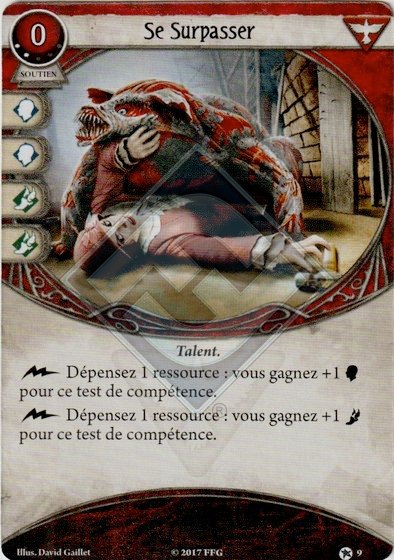 Se Surpasser
0
SOUTIEN
Talent.
Dépensez 1 ressource : vous gagnez +1
pour ce test de compétence.
Dépensez 1 ressource : vous gagnez +1
pour ce test de compétence.
®
Illus. David Gaillet
© 2017 FFG
9